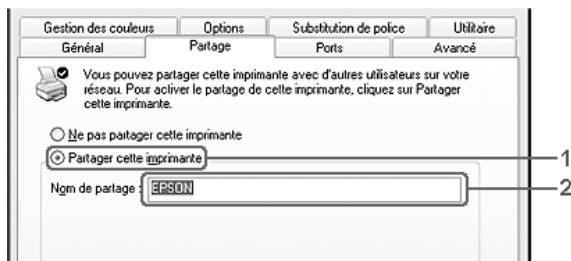 Gestion des couleurs Options Substitution de police Utilitaire
Général Partage Ports Avancé
Vous pouvez partager cette imprimante avec d'autres utilisateurs sur votre
réseau. Pour activer le partage de cette imprimante, cliquez sur Partager
cette imprimante.
Ne pas partager cette imprimante
Partager cette imprimante 1
Nom de partage : EPSON 2